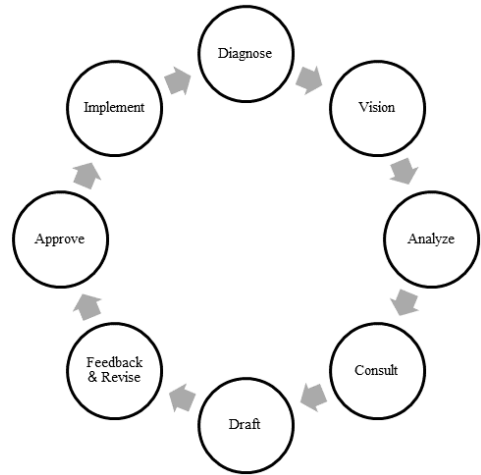 Diagnose
Vision
Analyze
Consult
Draft
Feedback
& Revise
Approve
Implement